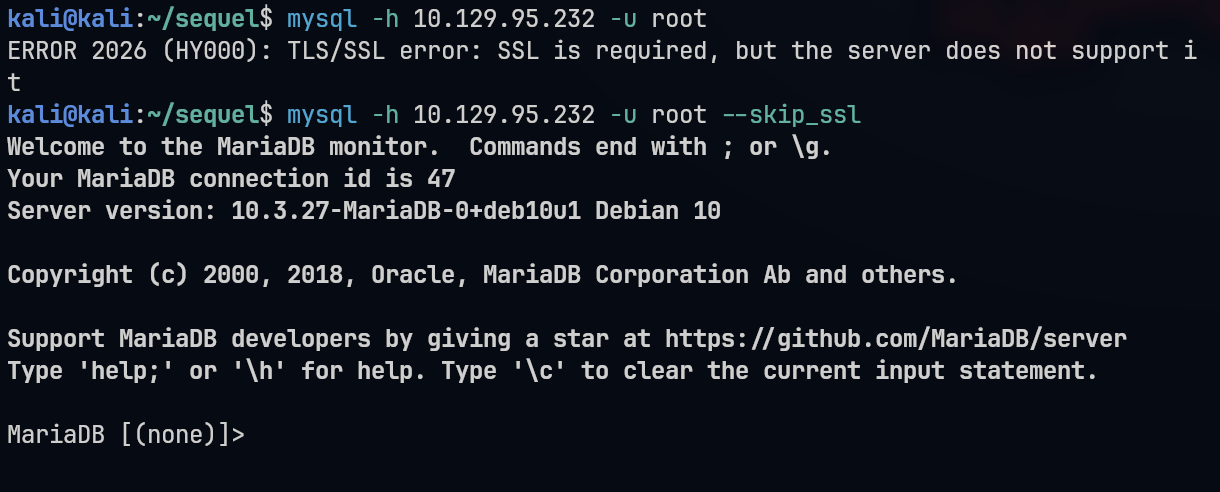 kali@kali:~/sequel$ mysql -h 10.129.95.232 -u root
ERROR 2026 (HY000): TLS/SSL error: SSL is required, but the server does not support i
t
kali@kali:~/sequel$ mysql -h 10.129.95.232 -u root --skip_ssl
Welcome to the MariaDB monitor.  Commands end with ; or \g.
Your MariaDB connection id is 47
Server version: 10.3.27-MariaDB-0+deb10u1 Debian 10
Copyright (c) 2000, 2018, Oracle, MariaDB Corporation Ab and others.
Support MariaDB developers by giving a star at https://github.com/MariaDB/server
Type 'help;' or '\h' for help. Type '\c' to clear the current input statement.
MariaDB [(none)]>